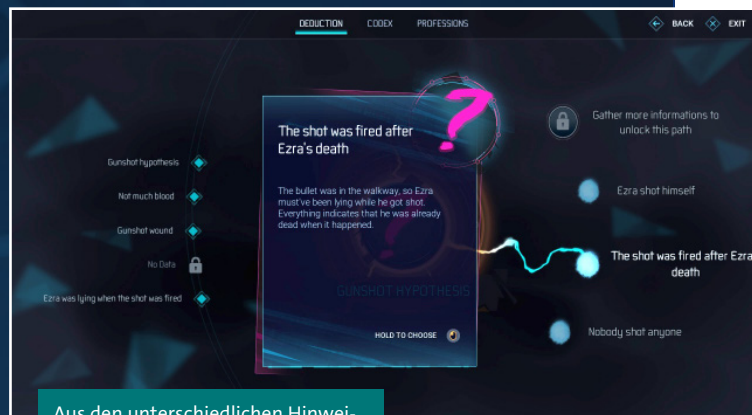 DEDUCTION CODEX PROFESSIONS BACK EXIT
Gunshot hypothesis
Not much blood
Gunshot wound
No Data
Ezra was lying when the shot was fired
?
The shot was fired after
Ezra's death
The bullet was in the walkway, so Ezra
must've been lying while he got shot.
Everything indicates that he was already
dead when it happened.
GUNSHOT HYPOTHESIS
HOLD TO CHOOSE
Gather more informations to
unlock this path
Ezra shot himself
The shot was fired after Ezra
death
Nobody shot anyone
Aus den unterschiedlichen Hinwei-